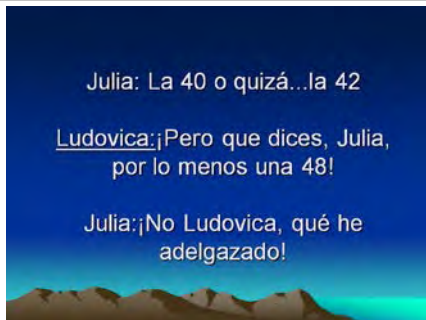 Julia: La 40 o quizá...la 42
Ludovica:¡Pero que dices, Julia,
por lo menos una 48!
Julia:¡No Ludovica, qué he
adelgazado!